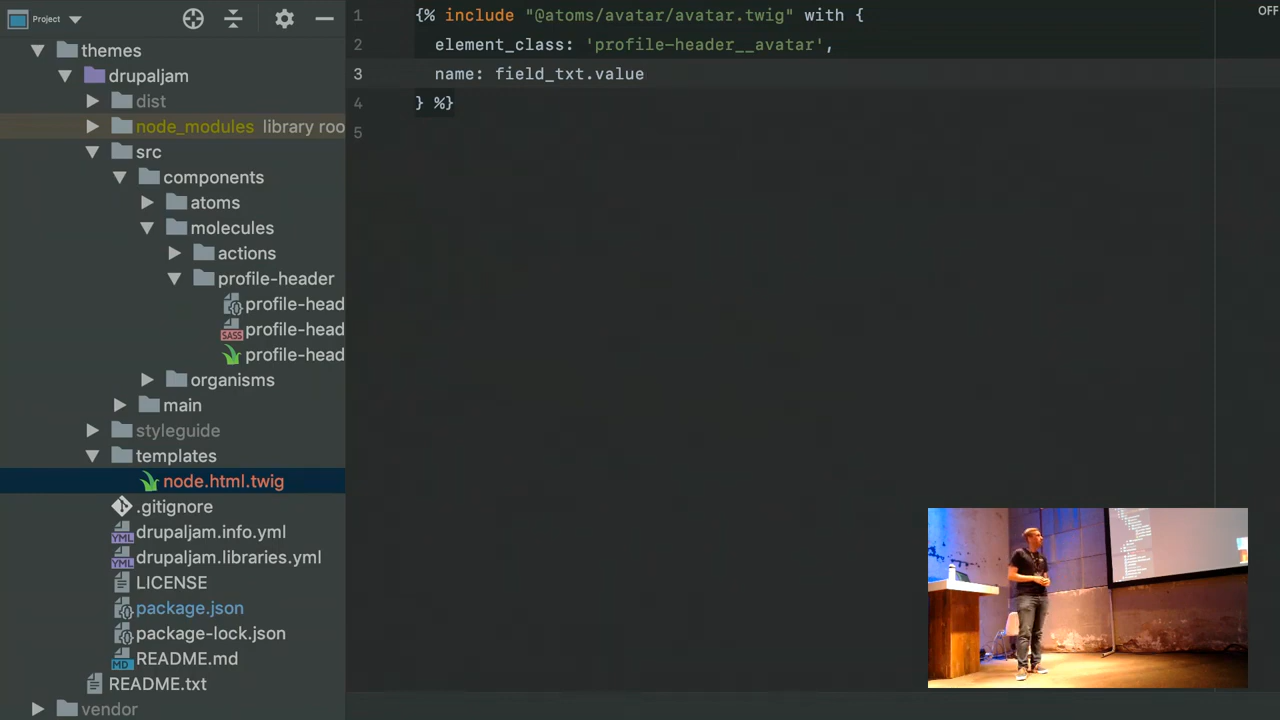 Project
themes
drupaljam
dist
node_modules library roo
src
components
atoms
molecules
actions
profile-header
profile-head
profile-head
profile-head
organisms
main
styleguide
templates
node.html.twig
.gitignore
drupaljam.info.yml
drupaljam.libraries.yml
LICENSE
package.json
package-lock.json
README.md
README.txt
vendor
SASS
YML
YML
MD
1 {% include "@atoms/avatar/avatar.twig" with {
2 element_class: 'profile-header__avatar',
3 name: field_txt.value
4 } %}
5
OFF